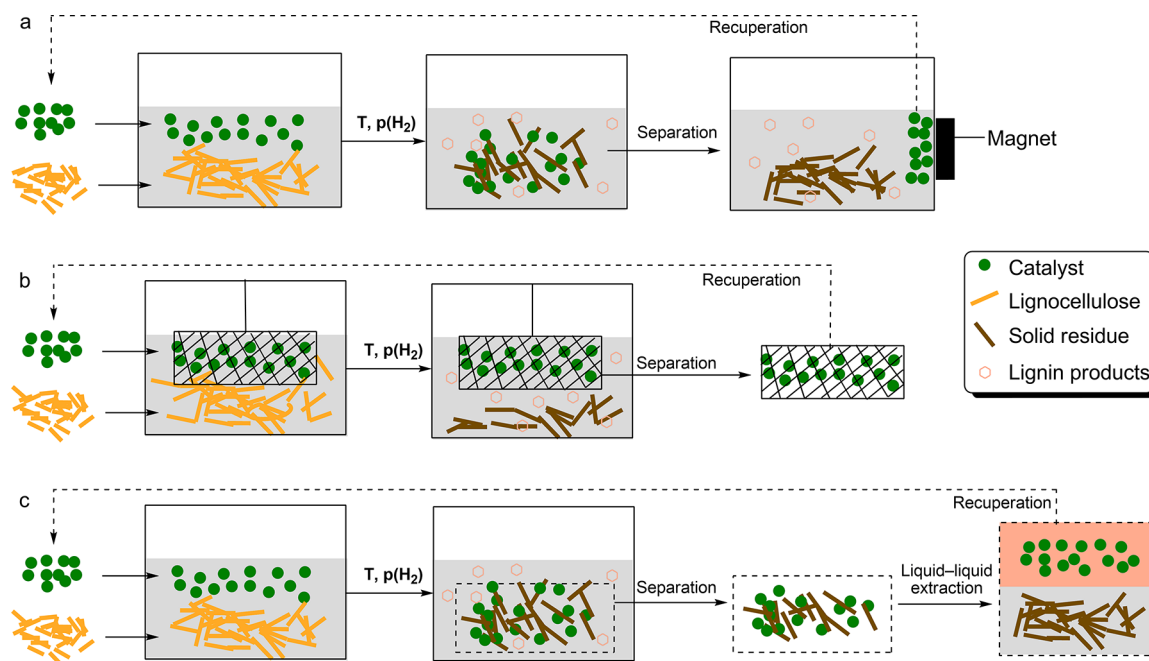 a
Recuperation
T, p(H₂)
Separation
Magnet
b
Recuperation
T, p(H₂)
Separation
Catalyst
Lignocellulose
Solid residue
Lignin products
c
Recuperation
T, p(H₂)
Separation
Liquid–liquid
extraction